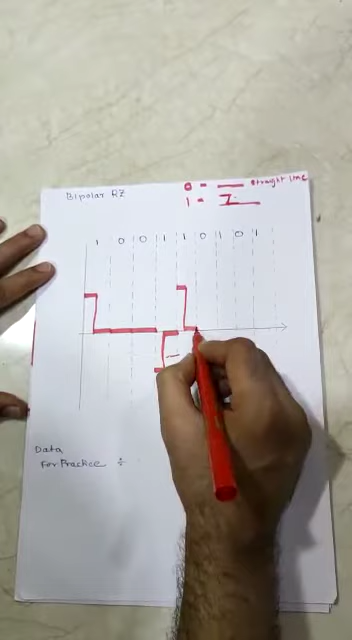 Bipolar RZ
0 = — straight line
1 =
1 0 0 1 1 0 1 0 1
Data
For Practice :